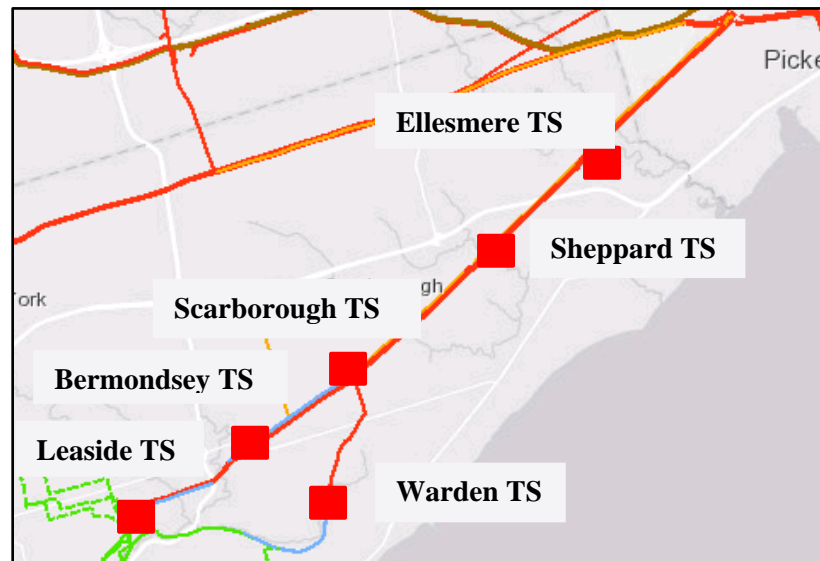 Picke
Ellesmere TS
Sheppard TS
gh
Scarborough TS
ork
Bermondsey TS
Leaside TS
Warden TS